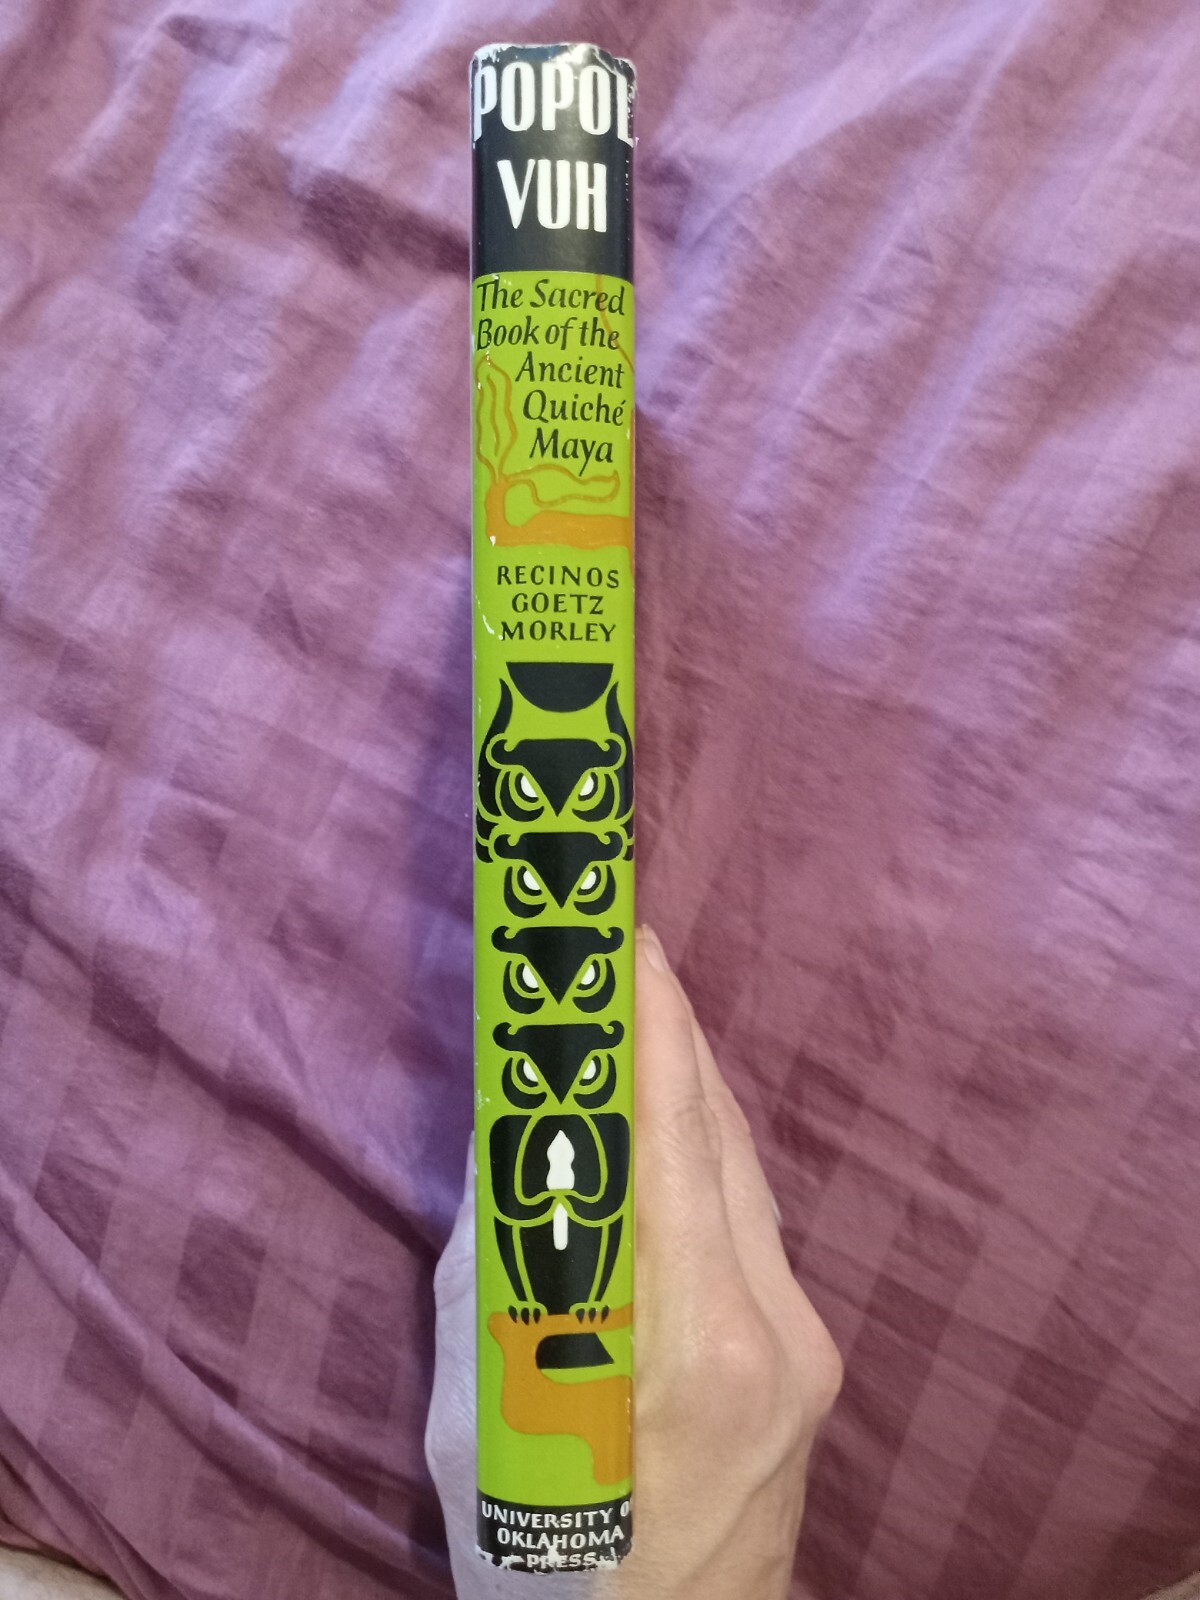 POPOL
VUH
The Sacred
Book of the
Ancient
Quiché
Maya
RECINOS
GOETZ
MORLEY
UNIVERSITY OF
OKLAHOMA
PRESS